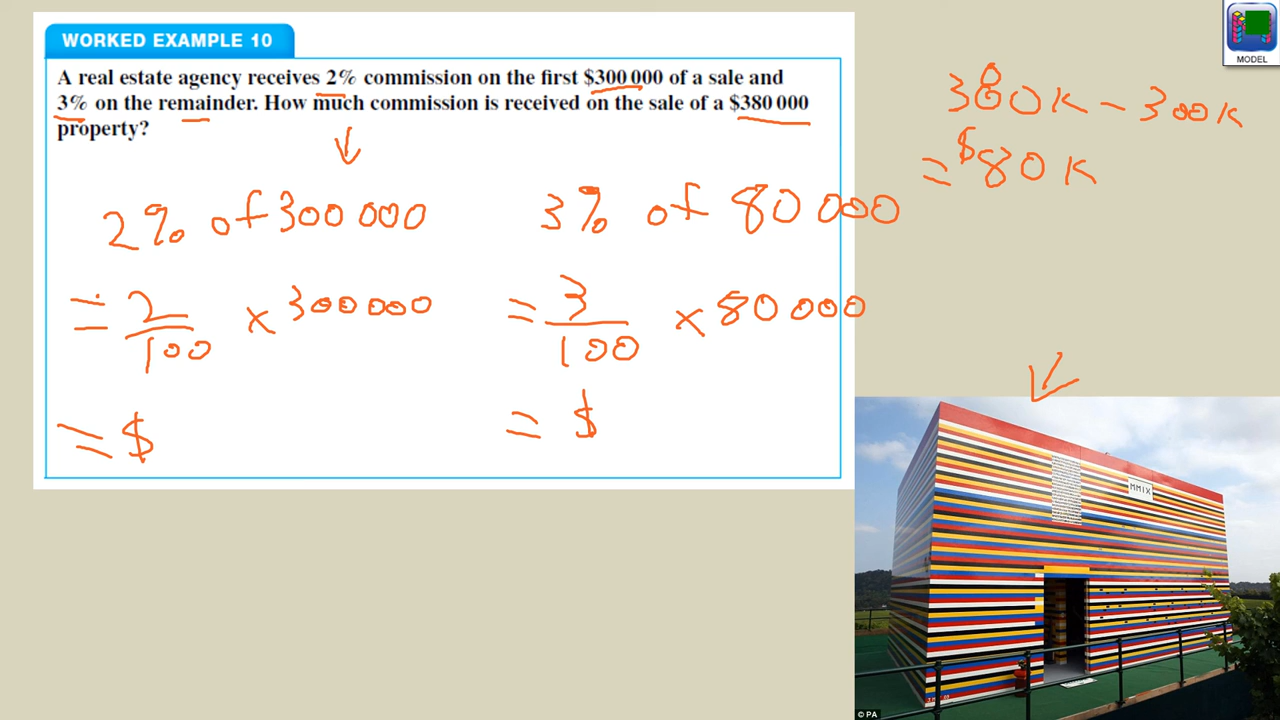 WORKED EXAMPLE 10
A real estate agency receives 2% commission on the first $300 000 of a sale and
3% on the remainder. How much commission is received on the sale of a $380 000
property?
MODEL
380K - 300K
= $80K
2% of 300 000
3% of 80 000
= 2/100 × 300 000
= 3/100 × 80 000
= $
= $
MMIX
© PA